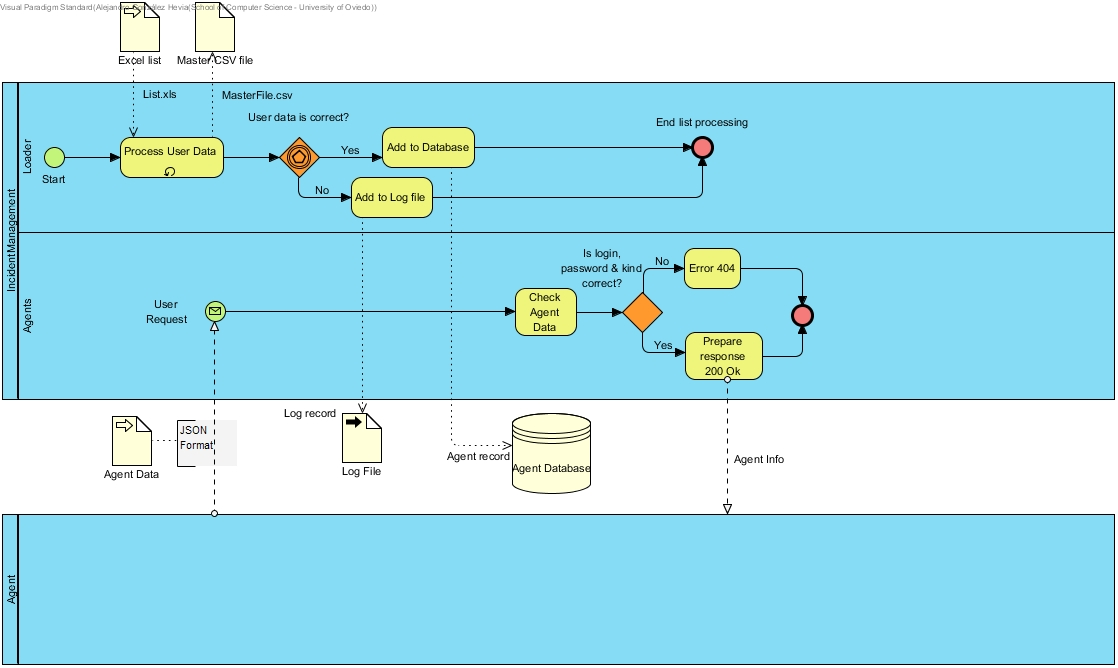 Visual Paradigm Standard(Alejandro González Hevia(School of Computer Science - University of Oviedo))
Excel list
Master CSV file
List.xls
MasterFile.csv
User data is correct?
End list processing
IncidentManagement
Loader
Start
Process User Data
Yes
Add to Database
No
Add to Log file
Agents
User
Request
Check
Agent
Data
Is login,
password & kind
correct?
No
Error 404
Yes
Prepare
response
200 Ok
Agent Data
JSON
Format
Log record
Log File
Agent record
Agent Database
Agent Info
Agent